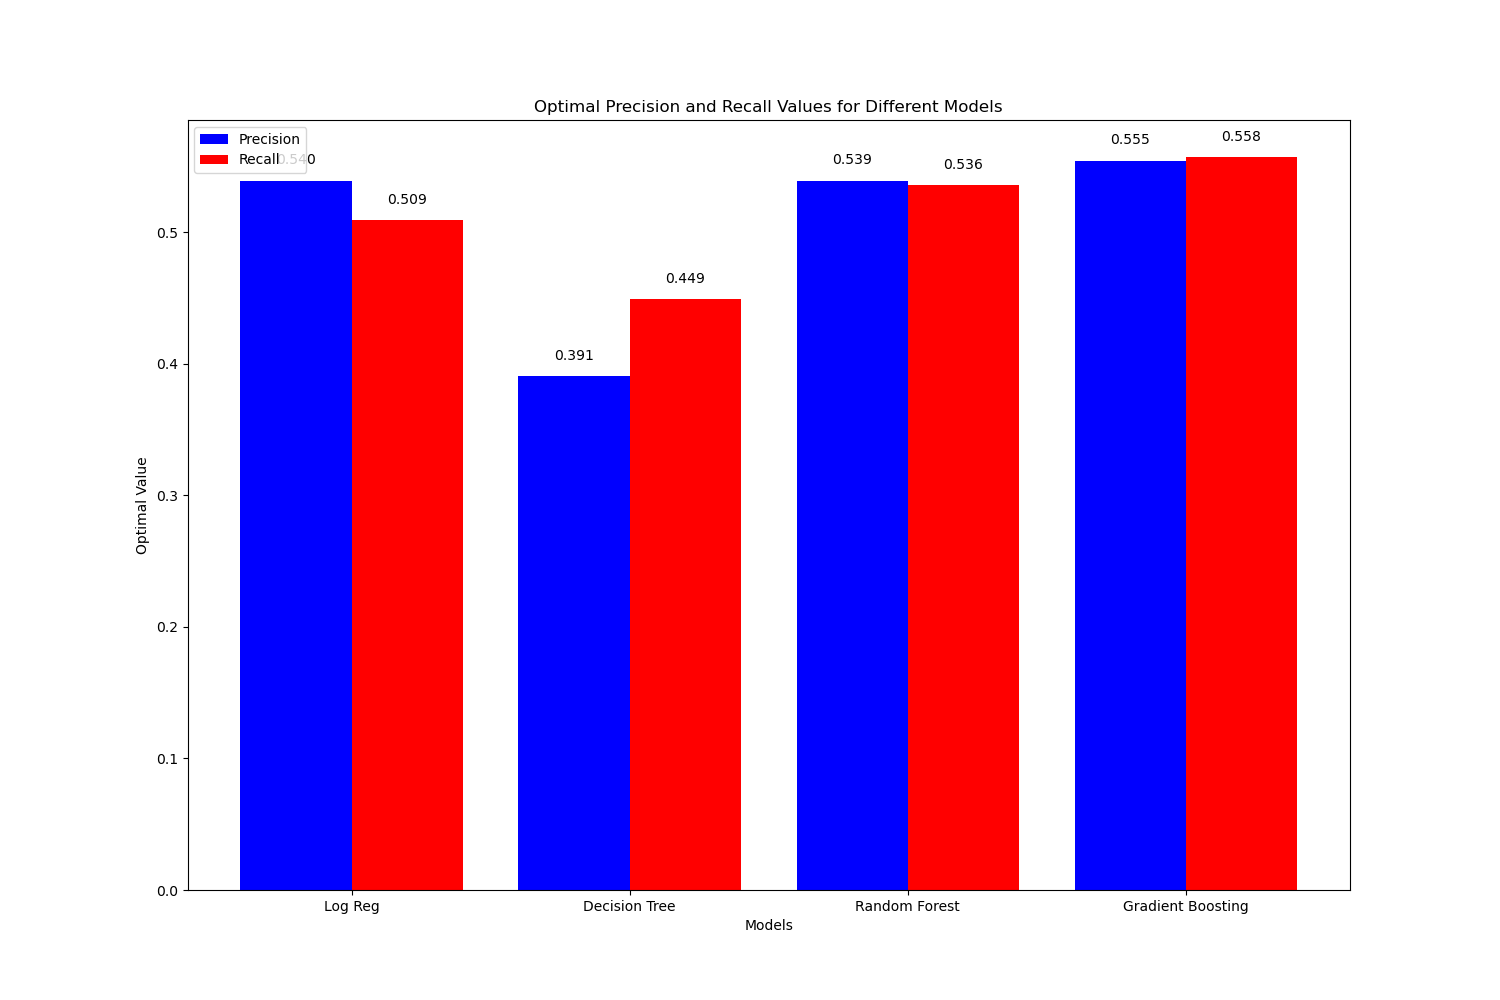 Optimal Precision and Recall Values for Different Models
Precision
Recall
0.540
0.509
0.391
0.449
0.539
0.536
0.555
0.558
0.5
0.4
0.3
0.2
0.1
0.0
Optimal Value
Log Reg
Decision Tree
Random Forest
Gradient Boosting
Models